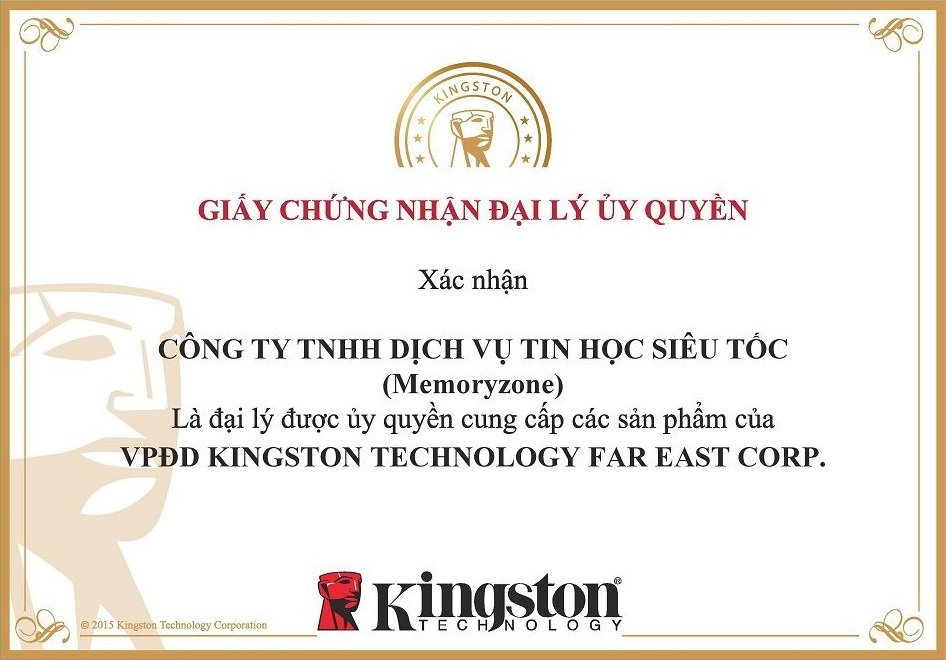 KINGSTON
GIẤY CHỨNG NHẬN ĐẠI LÝ ỦY QUYỀN
Xác nhận
CÔNG TY TNHH DỊCH VỤ TIN HỌC SIÊU TỐC
(Memoryzone)
Là đại lý được ủy quyền cung cấp các sản phẩm của
VPĐD KINGSTON TECHNOLOGY FAR EAST CORP.
Kingston®
TECHNOLOGY
© 2015 Kingston Technology Corporation